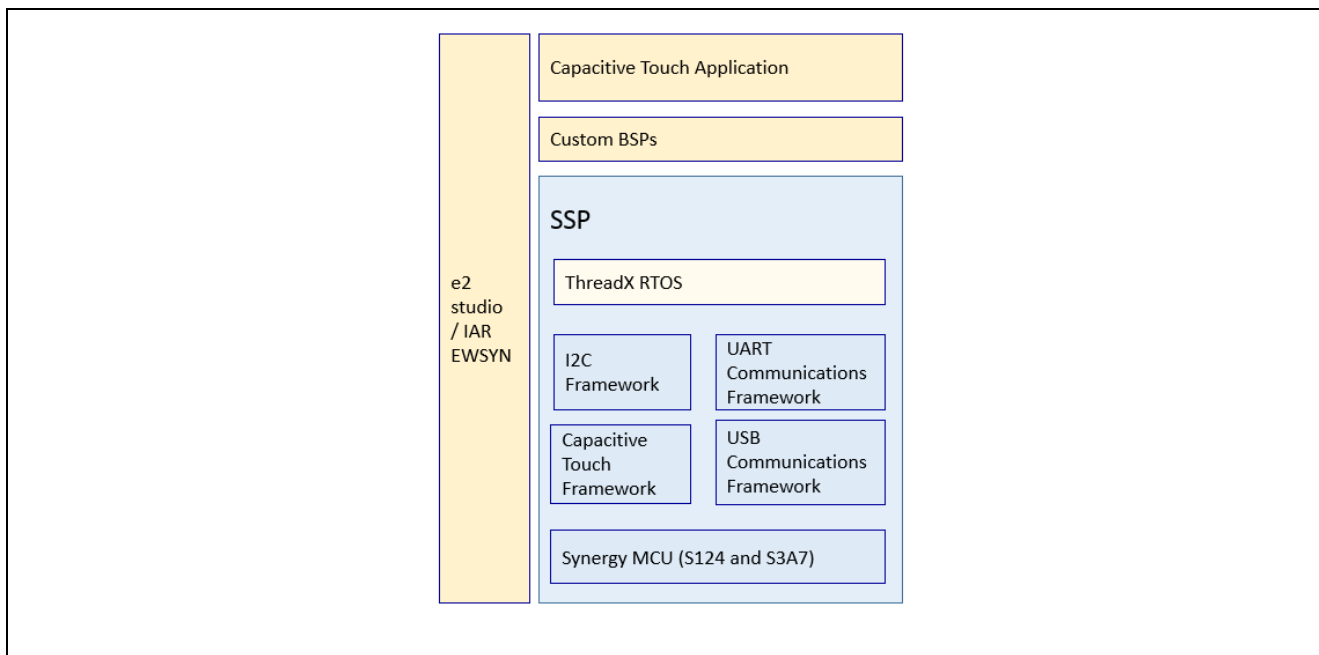 Capacitive Touch Application
Custom BSPs
SSP
ThreadX RTOS
e2
studio
/ IAR
EWSYN
I2C
Framework
UART
Communications
Framework
Capacitive
Touch
Framework
USB
Communications
Framework
Synergy MCU (S124 and S3A7)